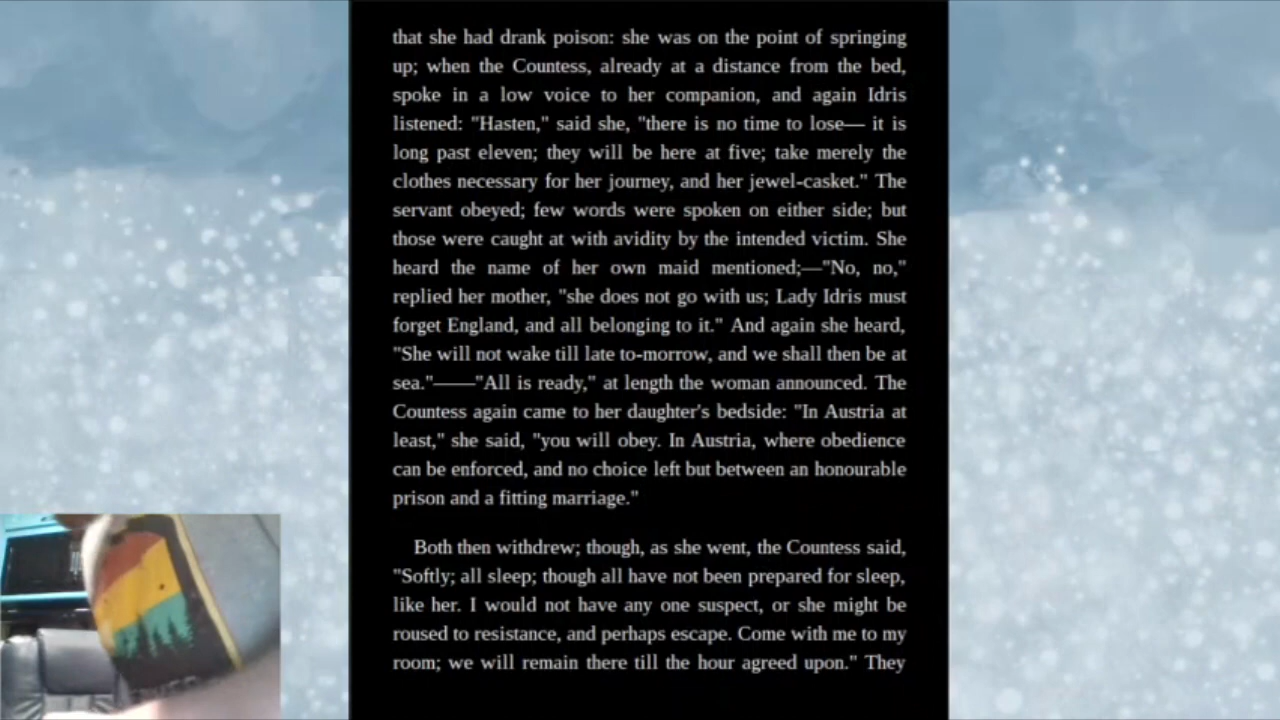 that she had drank poison: she was on the point of springing
up; when the Countess, already at a distance from the bed,
spoke in a low voice to her companion, and again Idris
listened: "Hasten," said she, "there is no time to lose— it is
long past eleven; they will be here at five; take merely the
clothes necessary for her journey, and her jewel-casket." The
servant obeyed; few words were spoken on either side; but
those were caught at with avidity by the intended victim. She
heard the name of her own maid mentioned;—"No, no,"
replied her mother, "she does not go with us; Lady Idris must
forget England, and all belonging to it." And again she heard,
"She will not wake till late to-morrow, and we shall then be at
sea."——"All is ready," at length the woman announced. The
Countess again came to her daughter's bedside: "In Austria at
least," she said, "you will obey. In Austria, where obedience
can be enforced, and no choice left but between an honourable
prison and a fitting marriage."
Both then withdrew; though, as she went, the Countess said,
"Softly; all sleep; though all have not been prepared for sleep,
like her. I would not have any one suspect, or she might be
roused to resistance, and perhaps escape. Come with me to my
room; we will remain there till the hour agreed upon." They